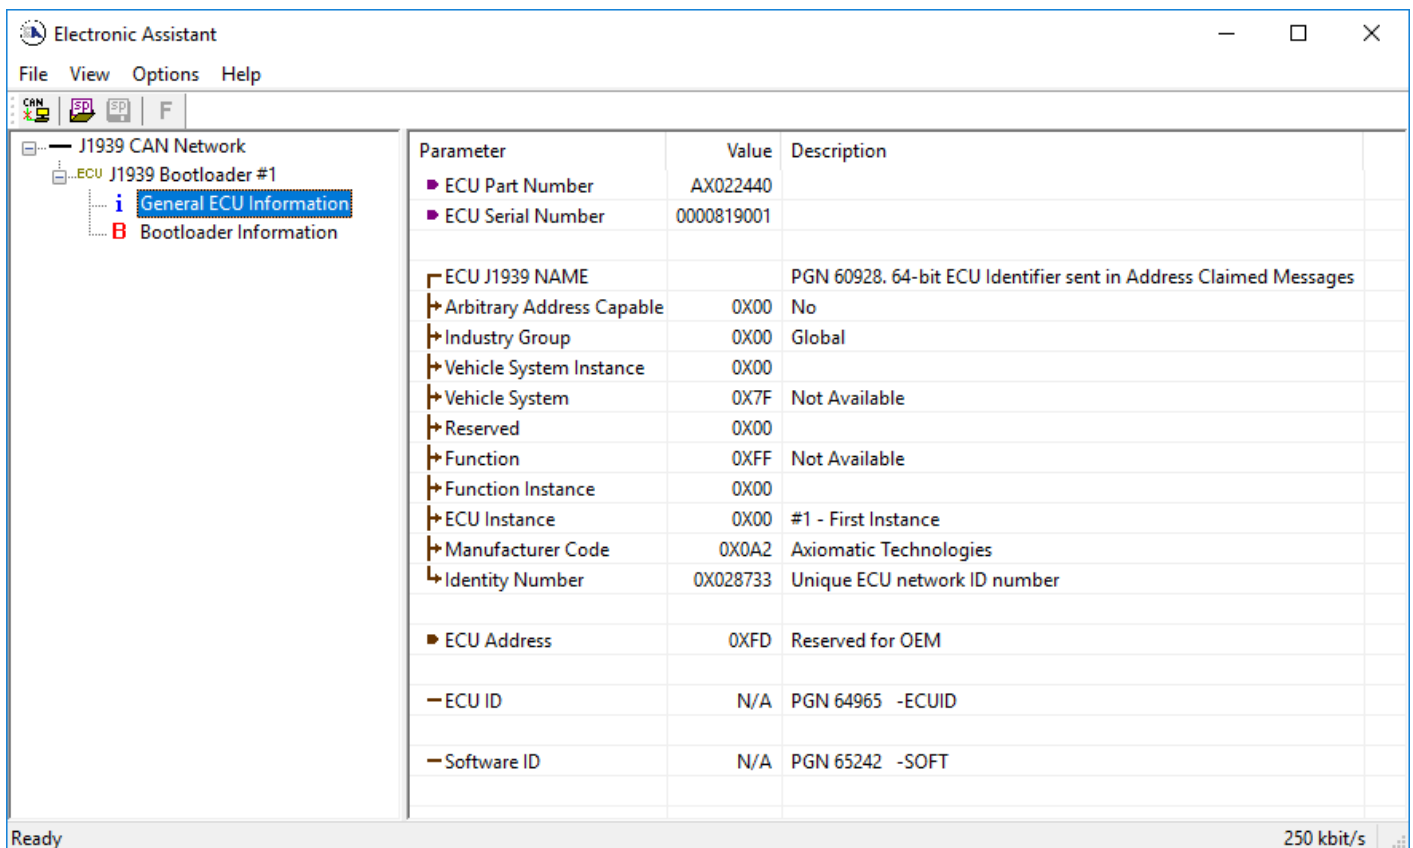 Electronic Assistant
File View Options Help
CAN SP SP F
J1939 CAN Network
ECU J1939 Bootloader #1
i General ECU Information
B Bootloader Information
Parameter Value Description
ECU Part Number AX022440
ECU Serial Number 0000819001
ECU J1939 NAME PGN 60928. 64-bit ECU Identifier sent in Address Claimed Messages
Arbitrary Address Capable 0X00 No
Industry Group 0X00 Global
Vehicle System Instance 0X00
Vehicle System 0X7F Not Available
Reserved 0X00
Function 0XFF Not Available
Function Instance 0X00
ECU Instance 0X00 #1 - First Instance
Manufacturer Code 0X0A2 Axiomatic Technologies
Identity Number 0X028733 Unique ECU network ID number
ECU Address 0XFD Reserved for OEM
ECU ID N/A PGN 64965 -ECUID
Software ID N/A PGN 65242 -SOFT
Ready 250 kbit/s